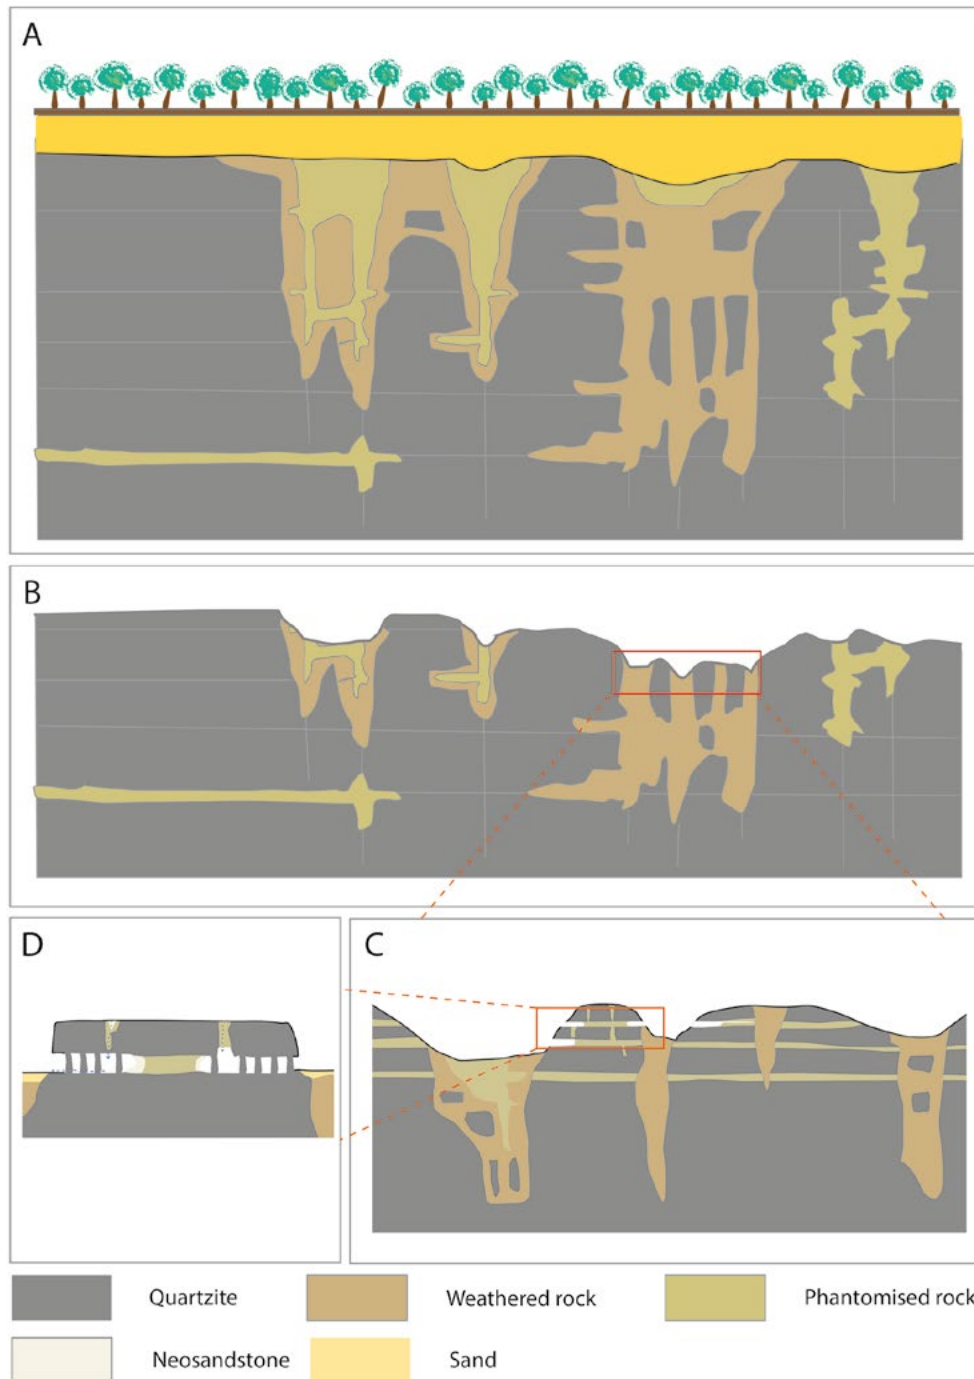 A
B
D
C
Quartzite
Weathered rock
Phantomised rock
Neosandstone
Sand